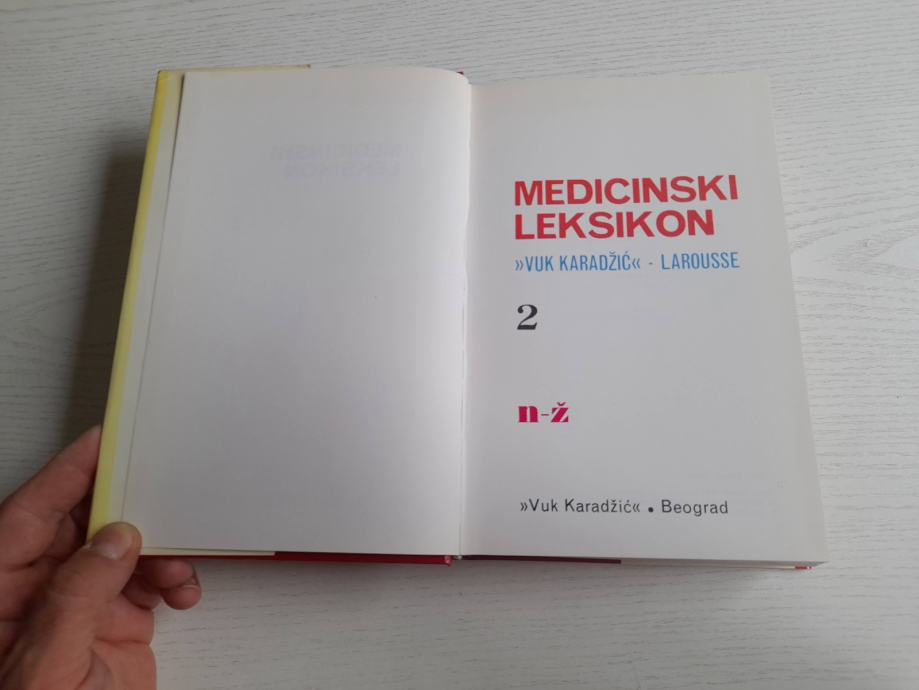 MEDICINSKI
LEKSIKON
»VUK KARADŽIĆ« - LAROUSSE
2
n-ž
»Vuk Karadžić« • Beograd